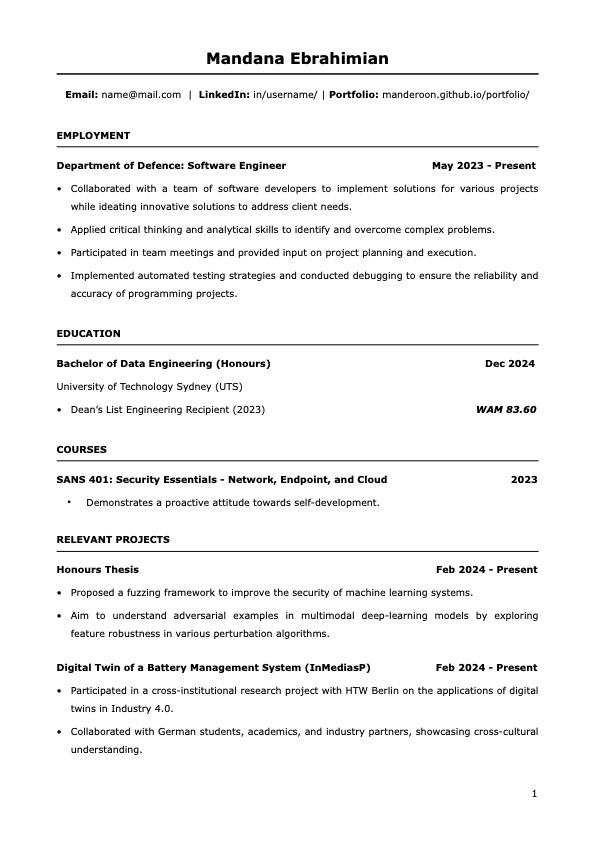 Mandana Ebrahimian
Email: name@mail.com | LinkedIn: in/username/ | Portfolio: manderoon.github.io/portfolio/
EMPLOYMENT
Department of Defence: Software Engineer May 2023 - Present
• Collaborated with a team of software developers to implement solutions for various projects
while ideating innovative solutions to address client needs.
• Applied critical thinking and analytical skills to identify and overcome complex problems.
• Participated in team meetings and provided input on project planning and execution.
• Implemented automated testing strategies and conducted debugging to ensure the reliability and
accuracy of programming projects.
EDUCATION
Bachelor of Data Engineering (Honours) Dec 2024
University of Technology Sydney (UTS)
• Dean’s List Engineering Recipient (2023) WAM 83.60
COURSES
SANS 401: Security Essentials - Network, Endpoint, and Cloud 2023
• Demonstrates a proactive attitude towards self-development.
RELEVANT PROJECTS
Honours Thesis Feb 2024 - Present
• Proposed a fuzzing framework to improve the security of machine learning systems.
• Aim to understand adversarial examples in multimodal deep-learning models by exploring
feature robustness in various perturbation algorithms.
Digital Twin of a Battery Management System (InMediasP) Feb 2024 - Present
• Participated in a cross-institutional research project with HTW Berlin on the applications of digital
twins in Industry 4.0.
• Collaborated with German students, academics, and industry partners, showcasing cross-cultural
understanding.
1